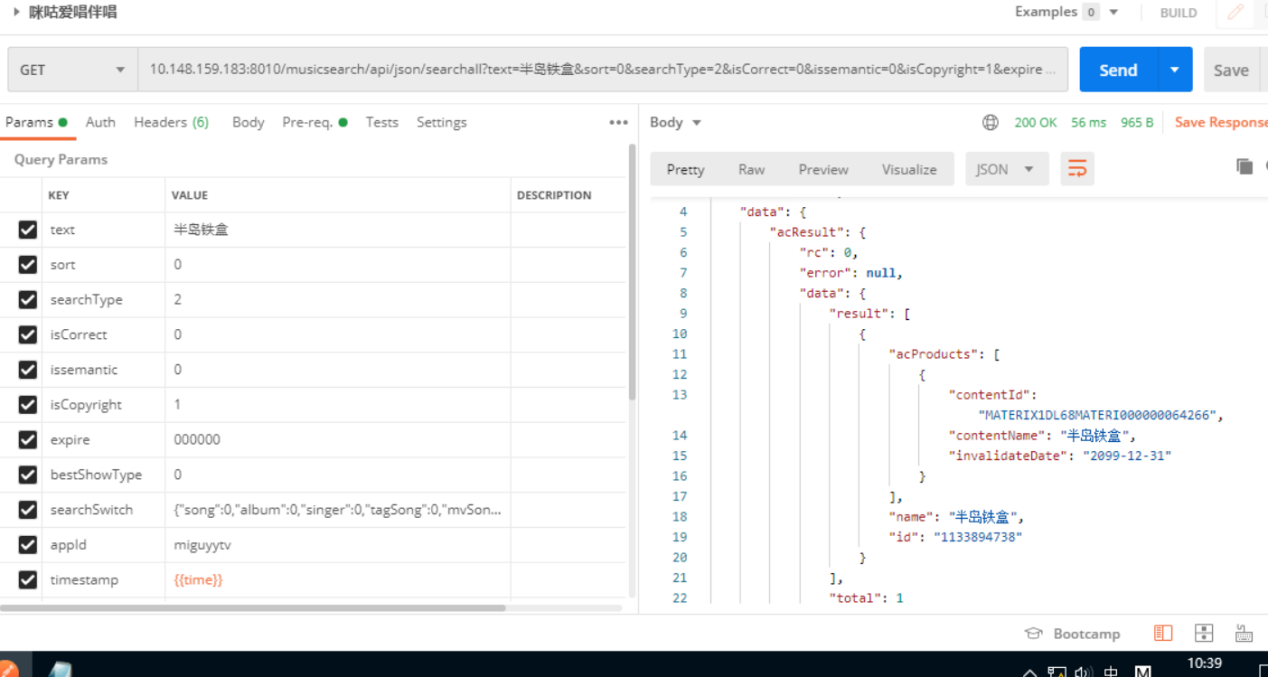 咪咕爱唱伴唱
Examples 0 BUILD
GET 10.148.159.183:8010/musicsearch/api/json/searchall?text=半岛铁盒&sort=0&searchType=2&isCorrect=0&issemantic=0&isCopyright=1&expire ... Send Save
Params Auth Headers (6) Body Pre-req. Tests Settings
Query Params
KEY VALUE DESCRIPTION
text 半岛铁盒
sort 0
searchType 2
isCorrect 0
issemantic 0
isCopyright 1
expire 000000
bestShowType 0
searchSwitch {"song":0,"album":0,"singer":0,"tagSong":0,"mvSon...
appId miguyytv
timestamp {{time}}
Body 200 OK 56 ms 965 B Save Response
Pretty Raw Preview Visualize JSON
4 "data": {
5 "acResult": {
6 "rc": 0,
7 "error": null,
8 "data": {
9 "result": [
10 {
11 "acProducts": [
12 {
13 "contentId":
"MATERIX1DL68MATERI000000064266",
14 "contentName": "半岛铁盒",
15 "invalidateDate": "2099-12-31"
16 }
17 ],
18 "name": "半岛铁盒",
19 "id": "1133894738"
20 }
21 ],
22 "total": 1
Bootcamp
中 M 10:39